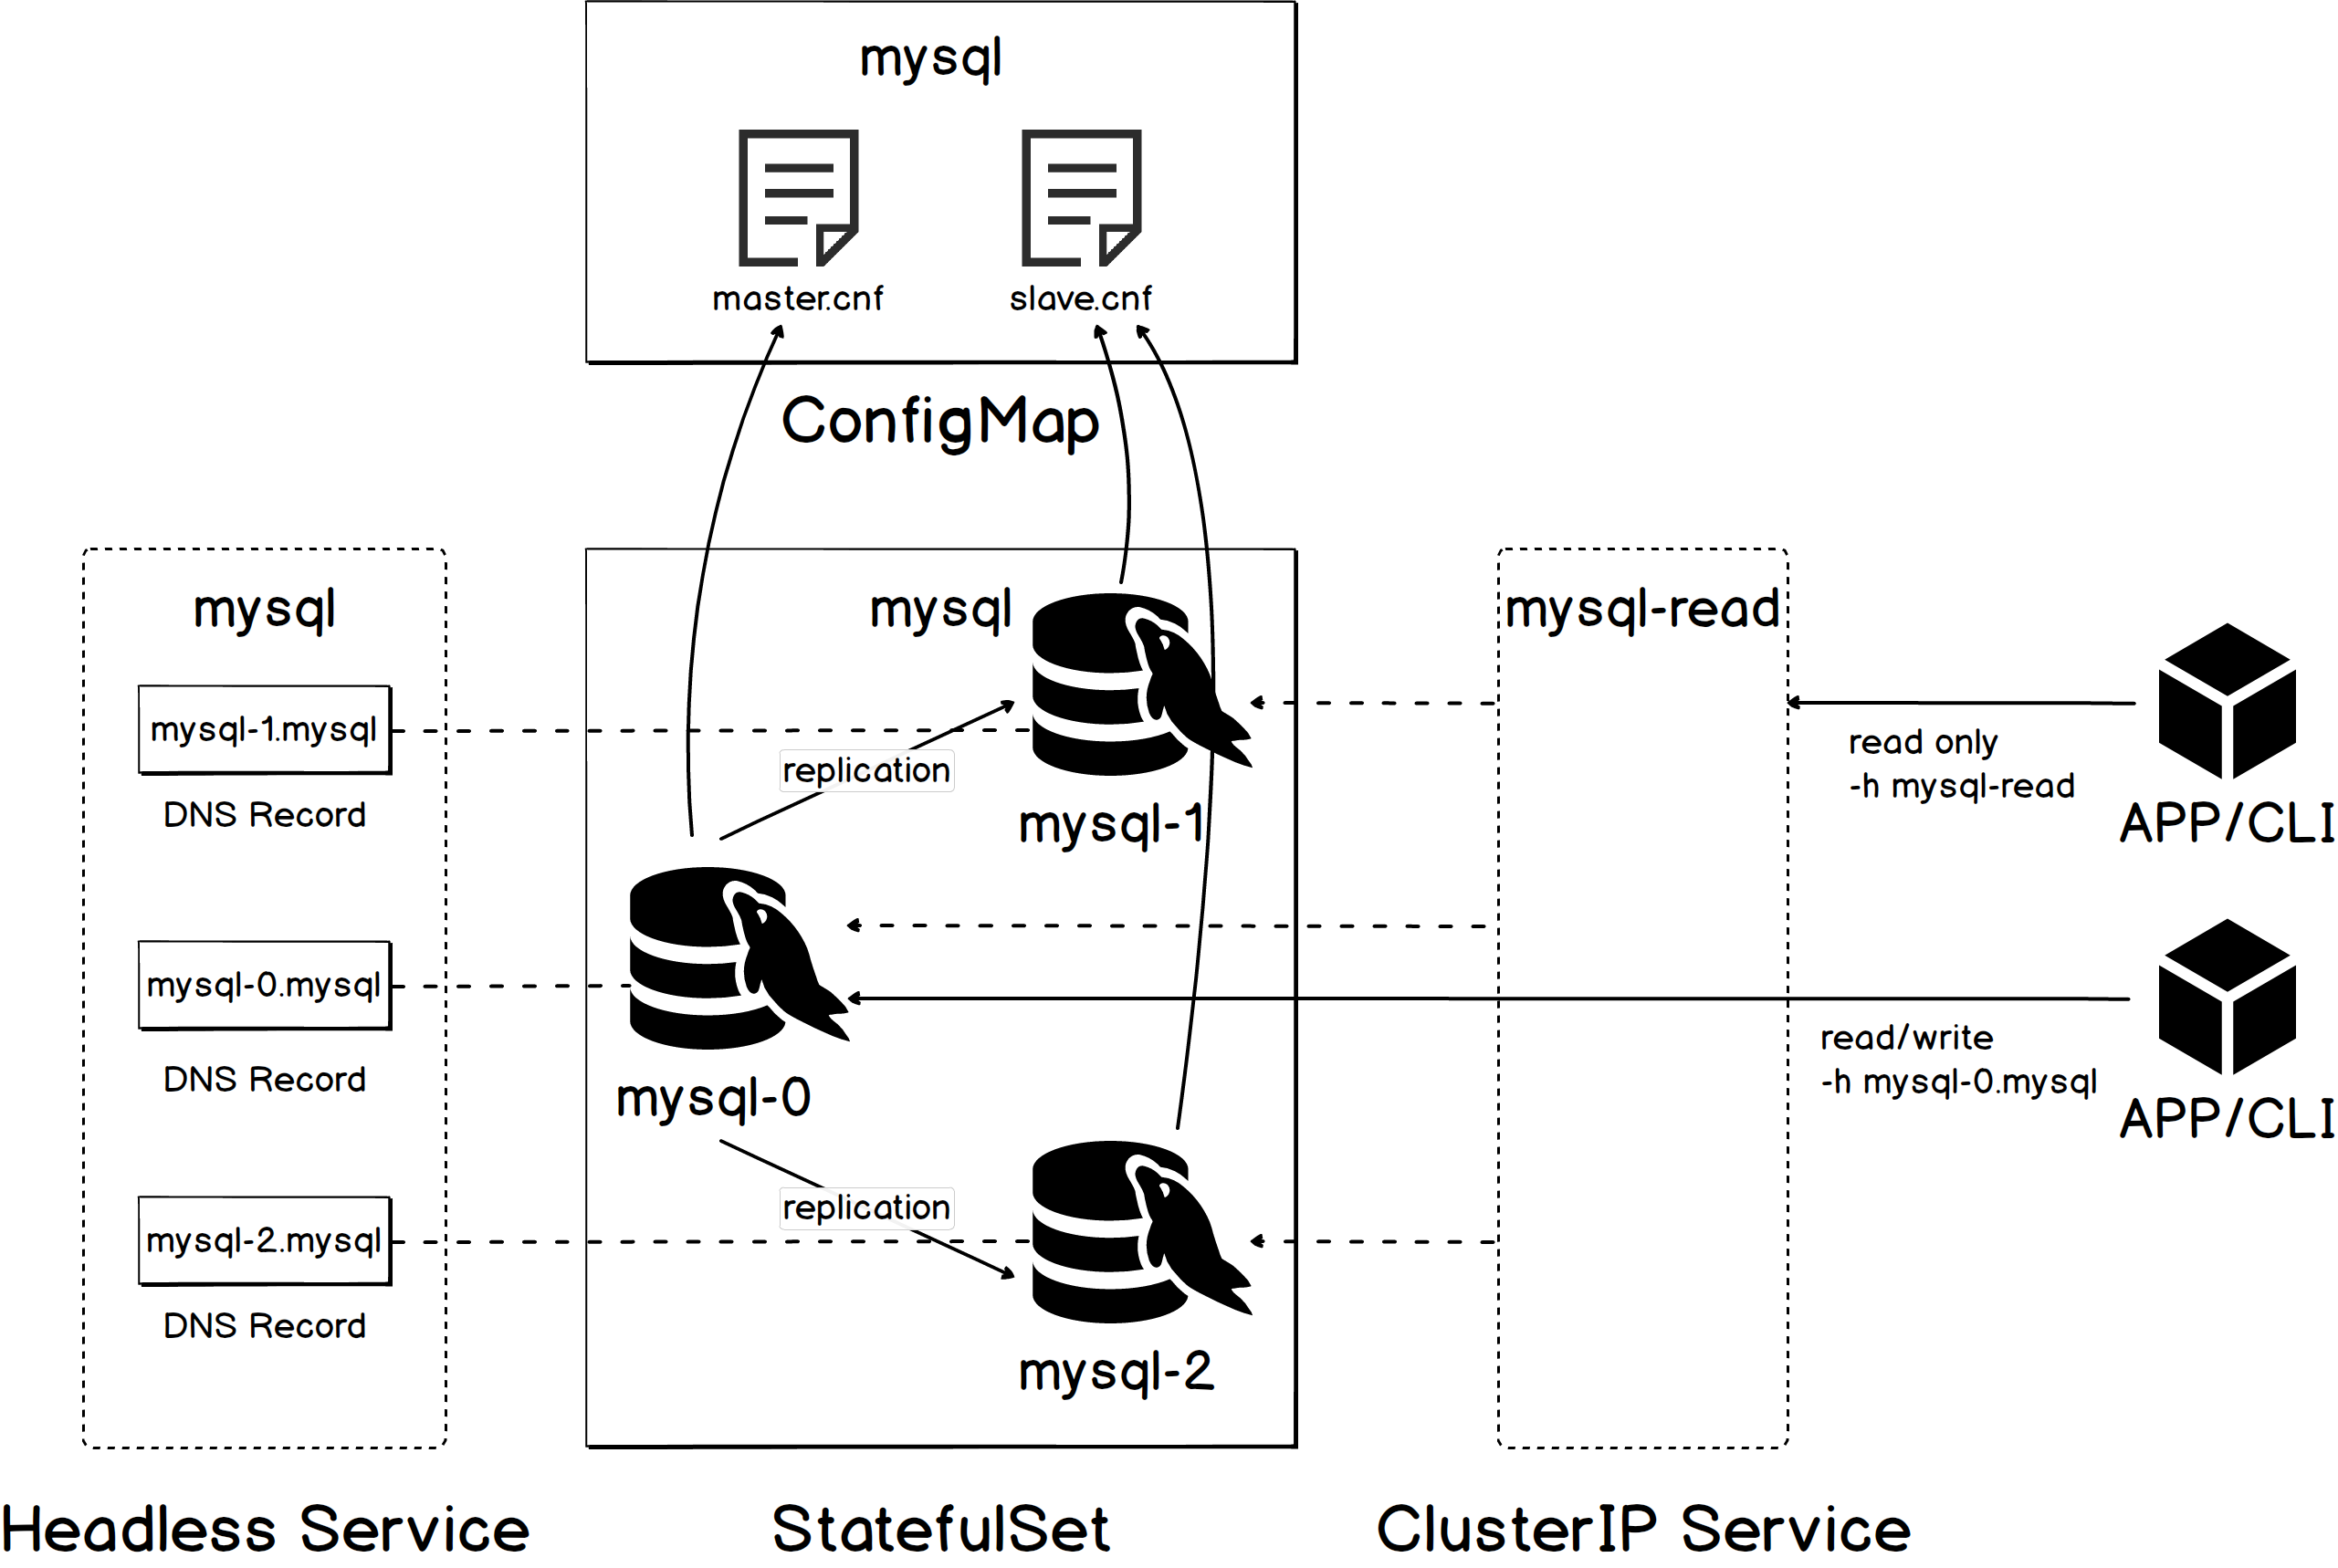 mysql
master.cnf
slave.cnf
ConfigMap
mysql
mysql-1.mysql
DNS Record
mysql-0.mysql
DNS Record
mysql-2.mysql
DNS Record
Headless Service
mysql
replication
mysql-1
mysql-0
replication
mysql-2
StatefulSet
mysql-read
ClusterIP Service
read only
-h mysql-read
APP/CLI
read/write
-h mysql-0.mysql
APP/CLI